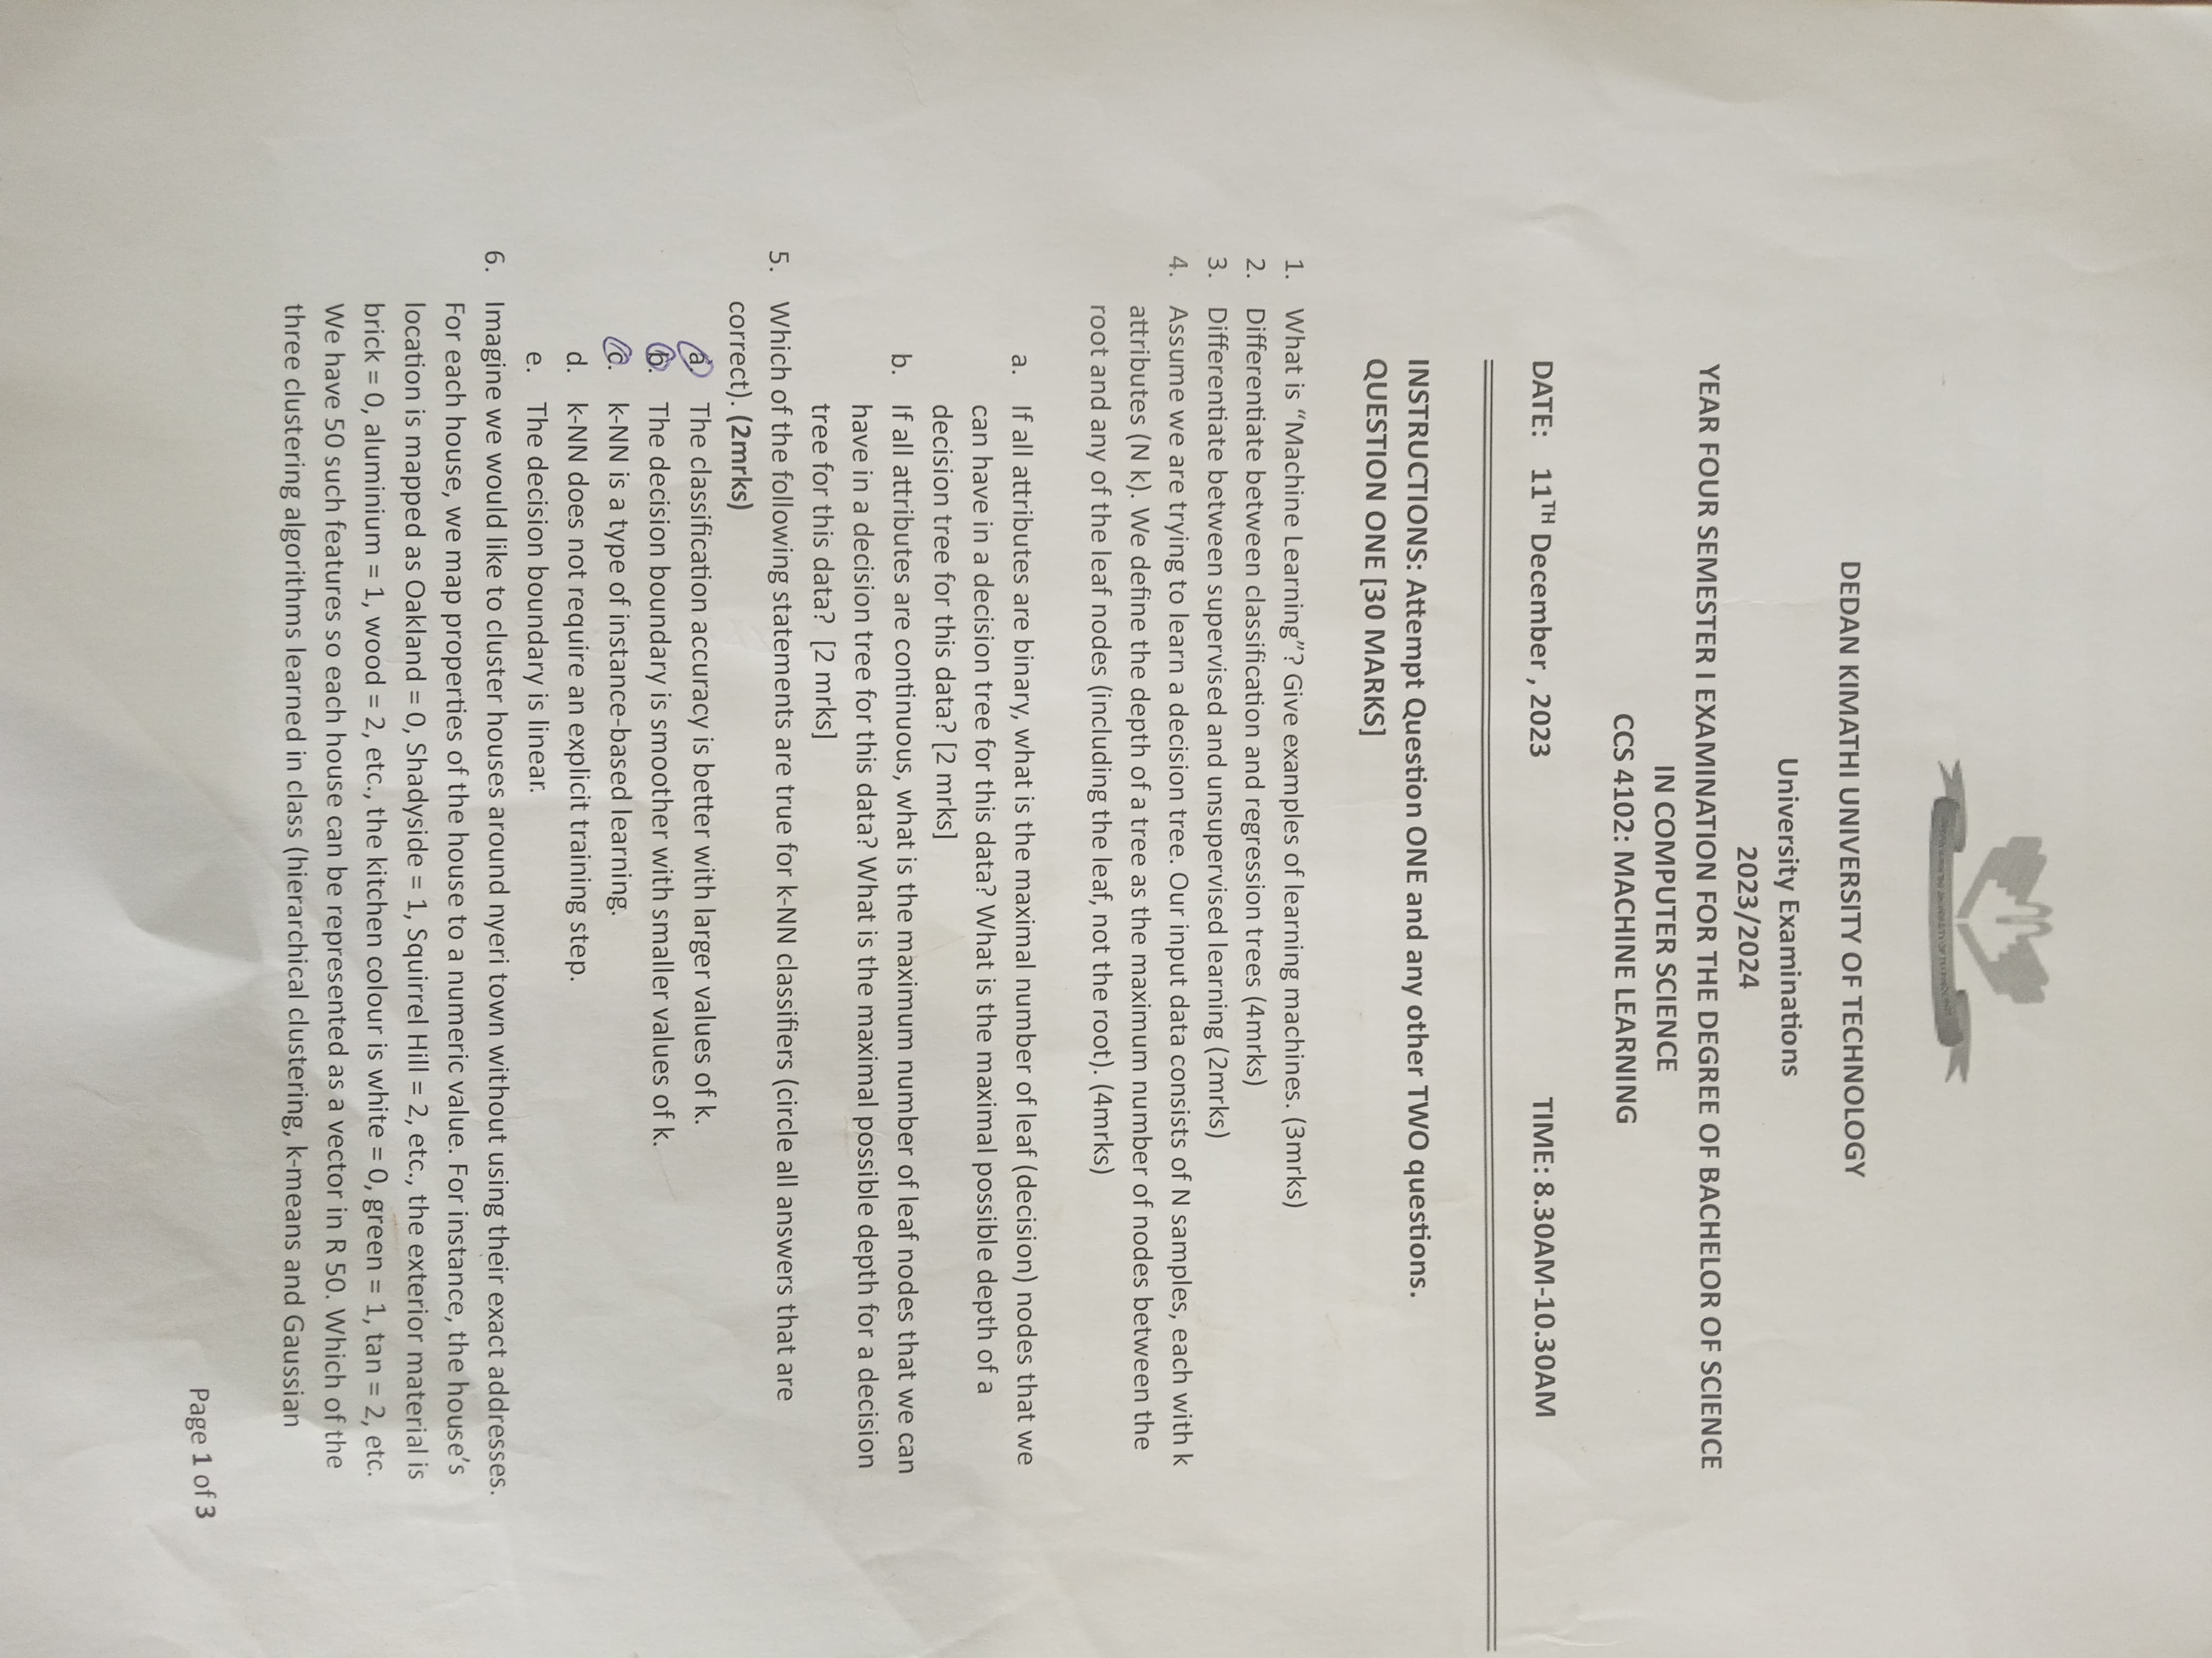 DEDAN KIMATHI UNIVERSITY OF TECHNOLOGY
University Examinations
2023/2024
YEAR FOUR SEMESTER I EXAMINATION FOR THE DEGREE OF BACHELOR OF SCIENCE
IN COMPUTER SCIENCE
CCS 4102: MACHINE LEARNING
DATE: 11TH December , 2023 TIME: 8.30AM-10.30AM
INSTRUCTIONS: Attempt Question ONE and any other TWO questions.
QUESTION ONE [30 MARKS]
1. What is “Machine Learning”? Give examples of learning machines. (3mrks)
2. Differentiate between classification and regression trees (4mrks)
3. Differentiate between supervised and unsupervised learning (2mrks)
4. Assume we are trying to learn a decision tree. Our input data consists of N samples, each with k
attributes (N k). We define the depth of a tree as the maximum number of nodes between the
root and any of the leaf nodes (including the leaf, not the root). (4mrks)
a. If all attributes are binary, what is the maximal number of leaf (decision) nodes that we
can have in a decision tree for this data? What is the maximal possible depth of a
decision tree for this data? [2 mrks]
b. If all attributes are continuous, what is the maximum number of leaf nodes that we can
have in a decision tree for this data? What is the maximal possible depth for a decision
tree for this data? [2 mrks]
5. Which of the following statements are true for k-NN classifiers (circle all answers that are
correct). (2mrks)
a. The classification accuracy is better with larger values of k.
b. The decision boundary is smoother with smaller values of k.
c. k-NN is a type of instance-based learning.
d. k-NN does not require an explicit training step.
e. The decision boundary is linear.
6. Imagine we would like to cluster houses around nyeri town without using their exact addresses.
For each house, we map properties of the house to a numeric value. For instance, the house’s
location is mapped as Oakland = 0, Shadyside = 1, Squirrel Hill = 2, etc., the exterior material is
brick = 0, aluminium = 1, wood = 2, etc., the kitchen colour is white = 0, green = 1, tan = 2, etc.
We have 50 such features so each house can be represented as a vector in R 50. Which of the
three clustering algorithms learned in class (hierarchical clustering, k-means and Gaussian
Page 1 of 3